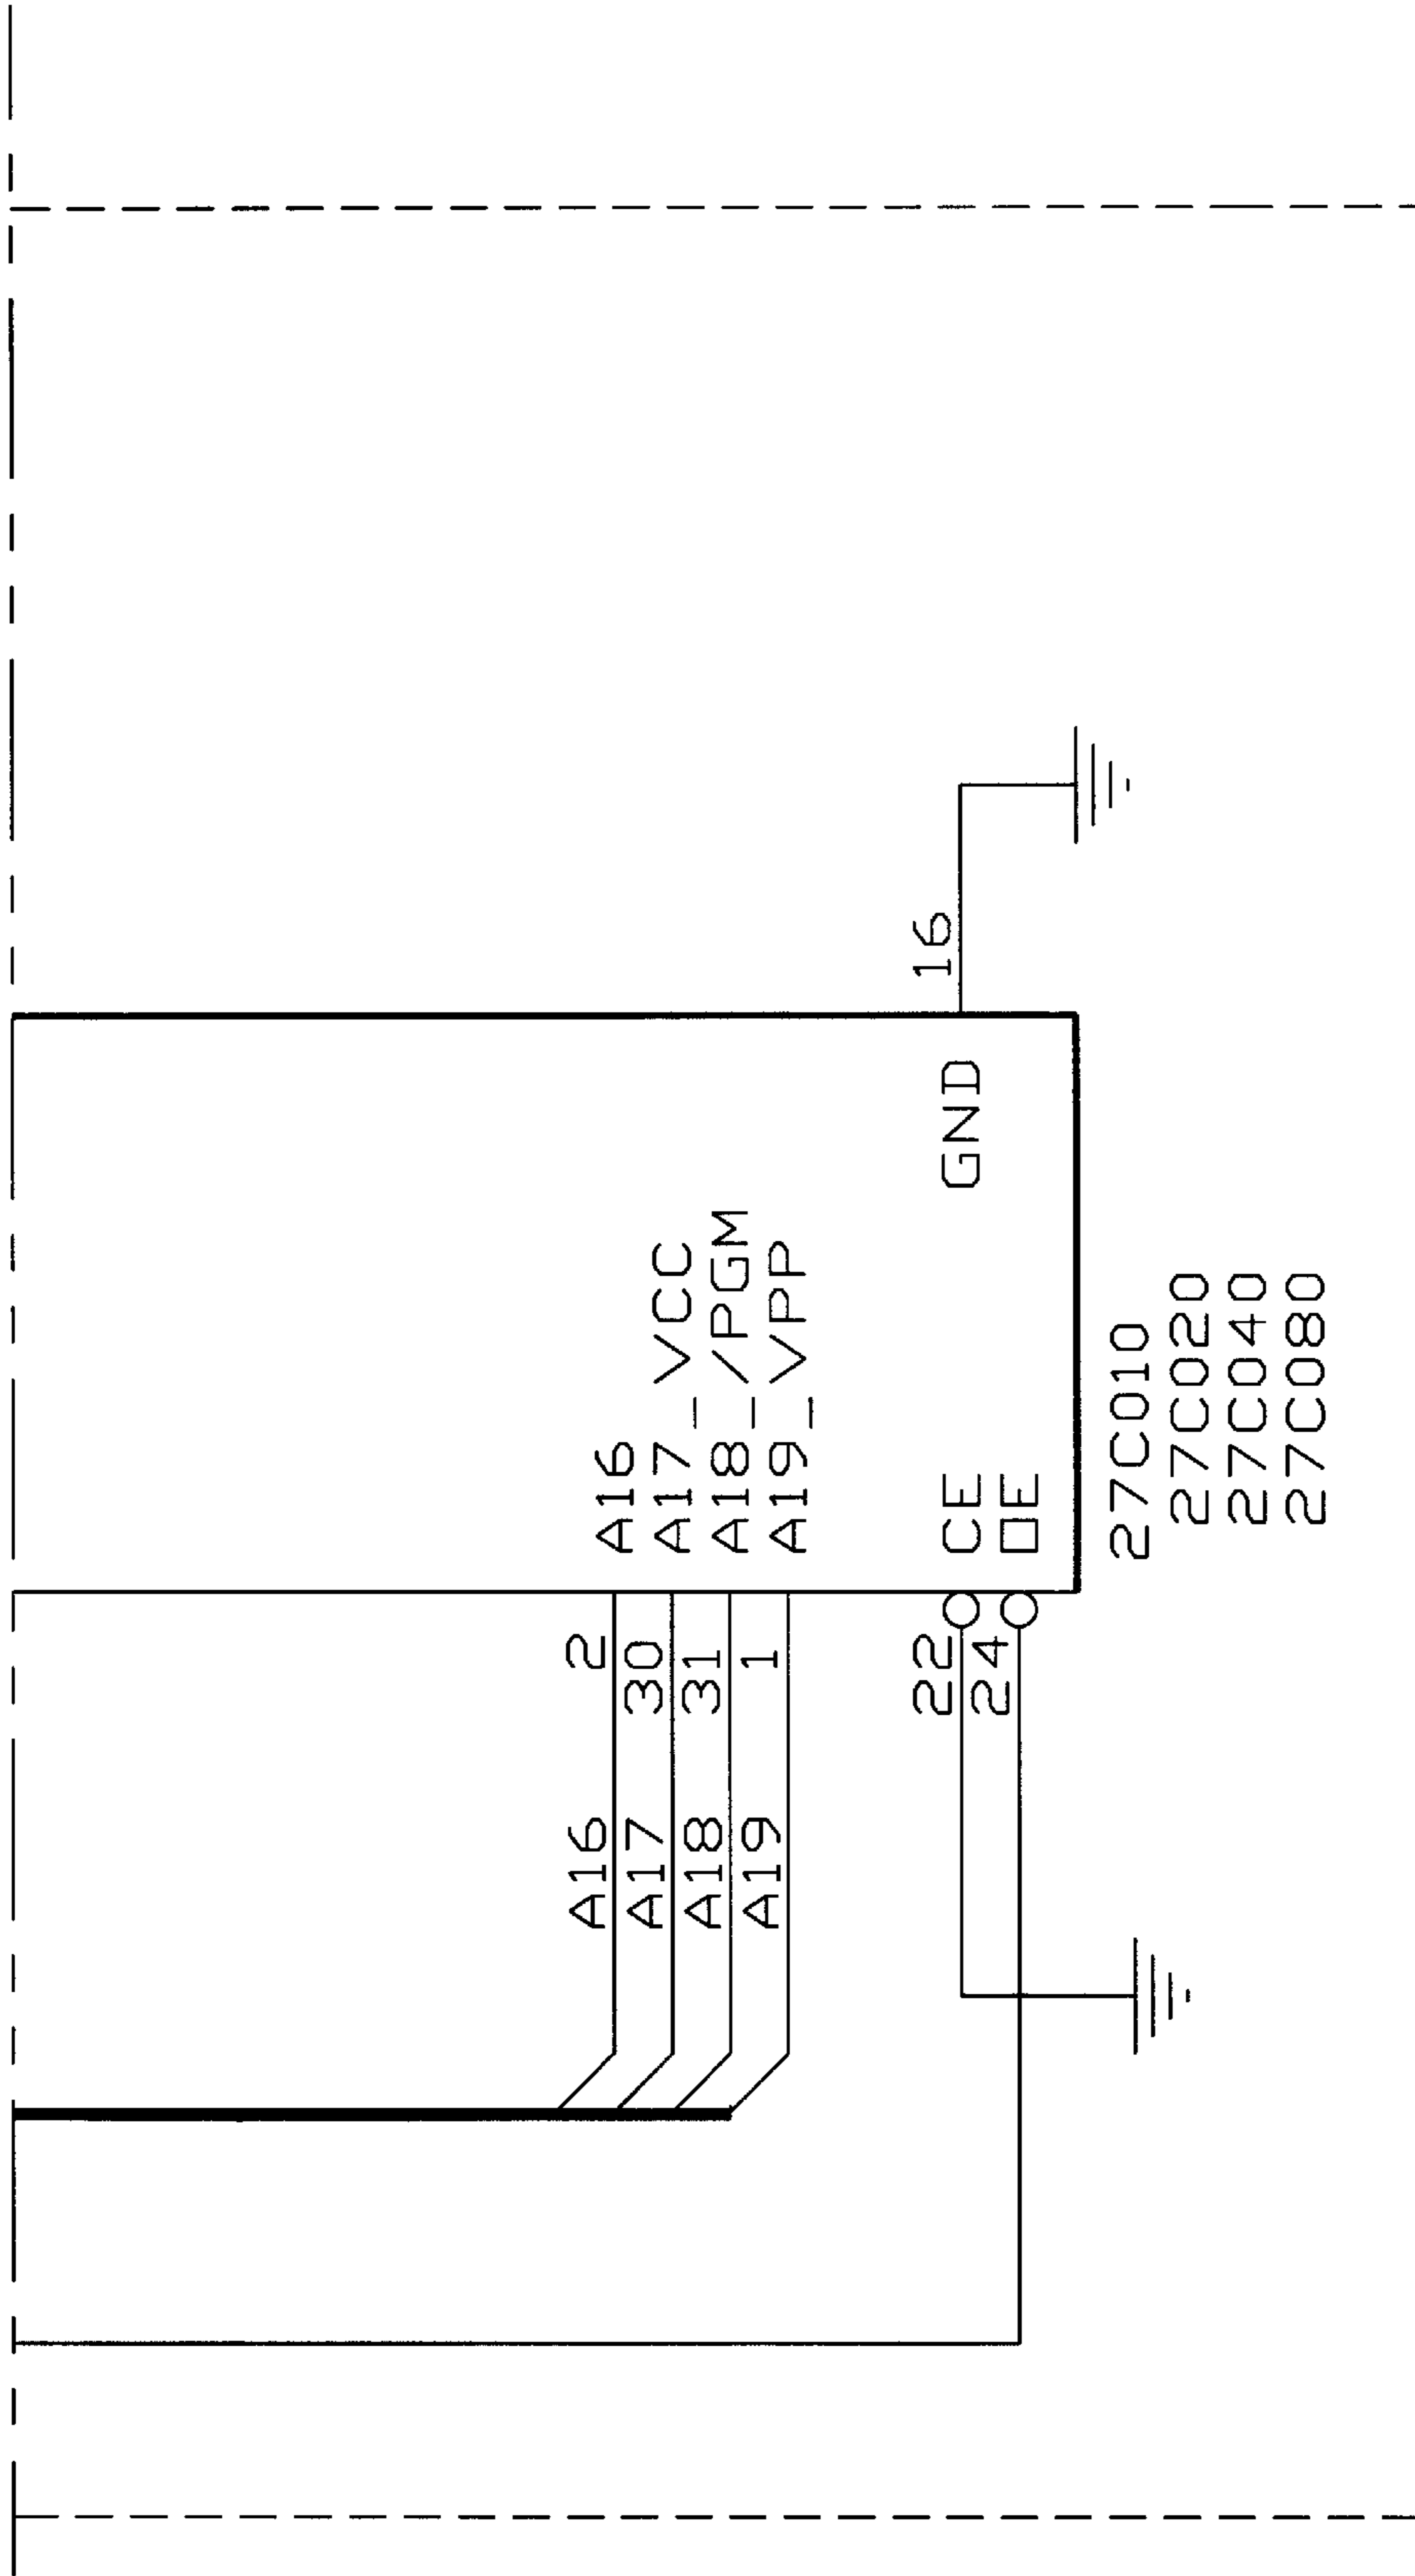 A16 2 A16
A17 30 A17_VCC
A18 31 A18_/PGM
A19 1 A19_VPP
22 CE GND 16
24 OE
27C010
27C020
27C040
27C080